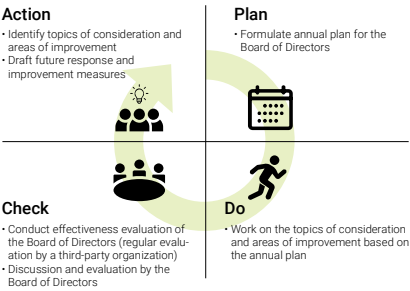 Action
• Identify topics of consideration and
areas of improvement
• Draft future response and
improvement measures
Plan
• Formulate annual plan for the
Board of Directors
Check
• Conduct effectiveness evaluation of
the Board of Directors (regular evalu-
ation by a third-party organization)
• Discussion and evaluation by the
Board of Directors
Do
• Work on the topics of consideration
and areas of improvement based on
the annual plan